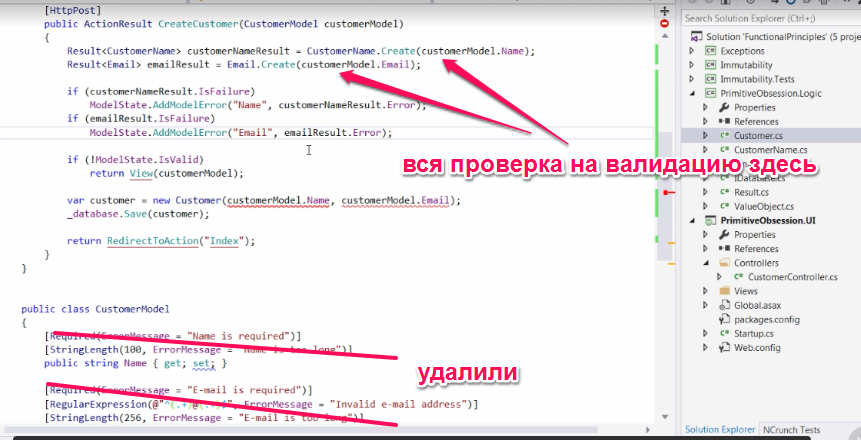 [HttpPost]
public ActionResult CreateCustomer(CustomerModel customerModel)
{
Result<CustomerName> customerNameResult = CustomerName.Create(customerModel.Name);
Result<Email> emailResult = Email.Create(customerModel.Email);
if (customerNameResult.IsFailure)
ModelState.AddModelError("Name", customerNameResult.Error);
if (emailResult.IsFailure)
ModelState.AddModelError("Email", emailResult.Error);
вся проверка на валидацию здесь
if (!ModelState.IsValid)
return View(customerModel);
var customer = new Customer(customerModel.Name, customerModel.Email);
_database.Save(customer);
return RedirectToAction("Index");
}
}
public class CustomerModel
{
[Required(ErrorMessage = "Name is required")]
[StringLength(100, ErrorMessage = "Name is too long")]
public string Name { get; set; }
удалили
[Required(ErrorMessage = "E-mail is required")]
[RegularExpression(@" ", ErrorMessage = "Invalid e-mail address")]
[StringLength(256, ErrorMessage = "E-mail is too long")]
Search Solution Explorer (Ctrl+;)
Solution 'FunctionalPrinciples' (5 proje
Exceptions
Immutability
Immutability.Tests
PrimitiveObsession.Logic
Properties
References
Customer.cs
CustomerName.cs
IDatabase.cs
Result.cs
ValueObject.cs
PrimitiveObsession.UI
Properties
References
Controllers
CustomerController.cs
Views
Global.asax
packages.config
Startup.cs
Web.config
Solution Explorer
NCrunch Tests